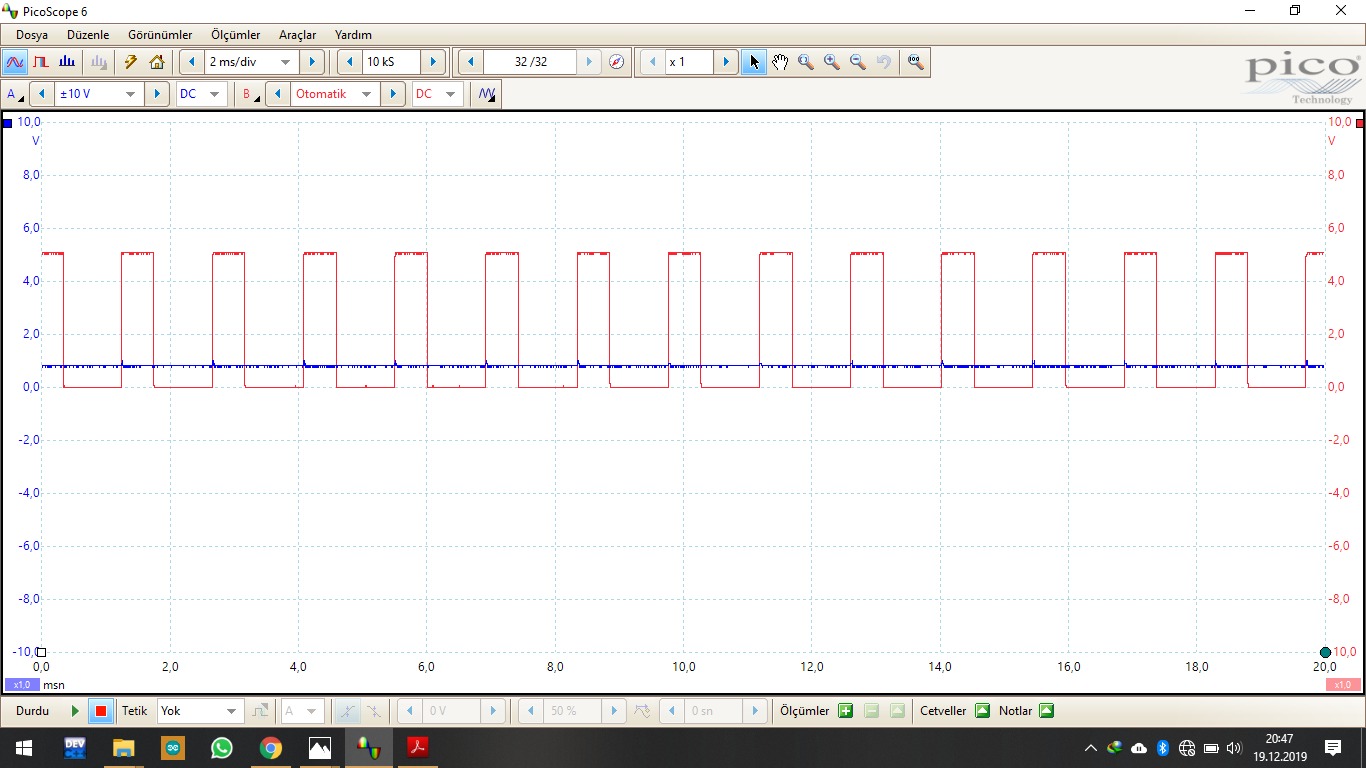 PicoScope 6
Dosya Düzenle Görünümler Ölçümler Araçlar Yardım
2 ms/div 10 kS 32 /32 x 1
pico
Technology
A ±10 V DC B Otomatik DC
10,0 10,0
V V
8,0 8,0
6,0 6,0
4,0 4,0
2,0 2,0
0,0 0,0
-2,0 -2,0
-4,0 -4,0
-6,0 -6,0
-8,0 -8,0
-10,0 -10,0
0,0 2,0 4,0 6,0 8,0 10,0 12,0 14,0 16,0 18,0 20,0
x1,0 msn x1,0
Durdu Tetik Yok A 0 V 50 % 0 sn Ölçümler Cetveller Notlar
DEV
20:47
19.12.2019